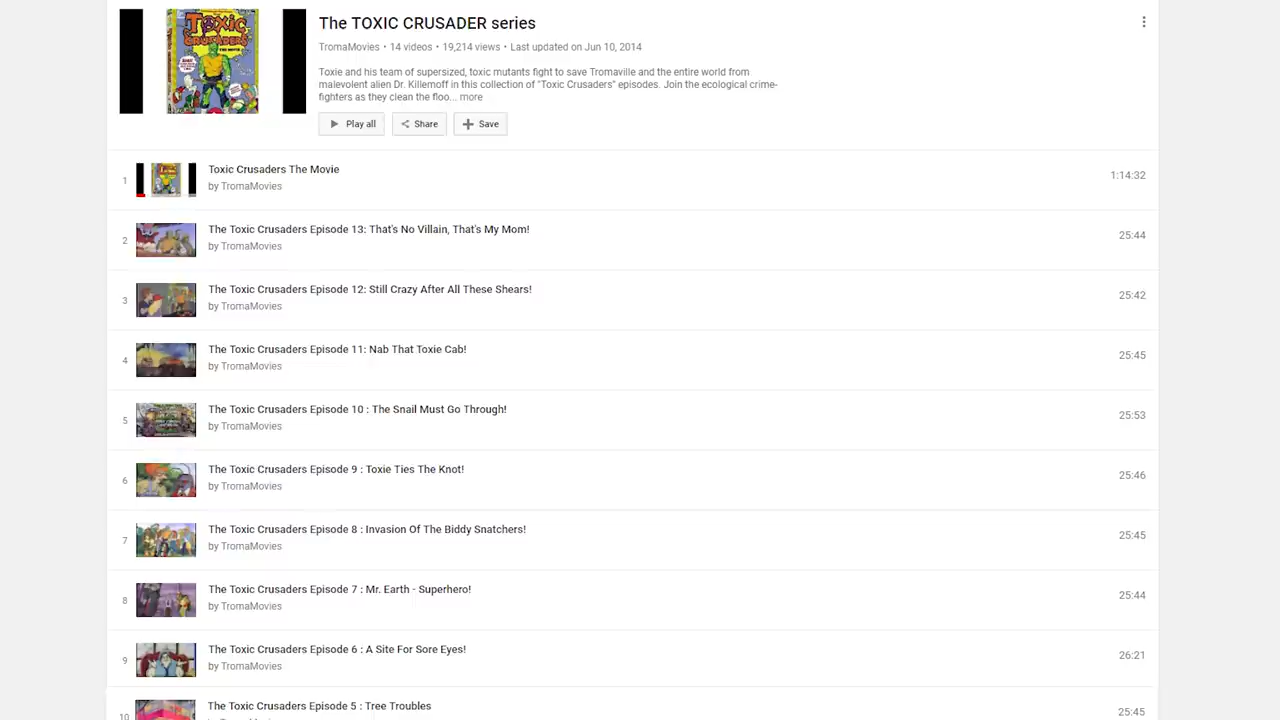 TOXIC
CRUSADERS
The TOXIC CRUSADER series
TromaMovies • 14 videos • 19,214 views • Last updated on Jun 10, 2014
Toxie and his team of supersized, toxic mutants fight to save Tromaville and the entire world from
malevolent alien Dr. Killemoff in this collection of "Toxic Crusaders" episodes. Join the ecological crime-
fighters as they clean the floo... more
Play all Share Save
1 Toxic Crusaders The Movie 1:14:32
by TromaMovies
2 The Toxic Crusaders Episode 13: That's No Villain, That's My Mom! 25:44
by TromaMovies
3 The Toxic Crusaders Episode 12: Still Crazy After All These Shears! 25:42
by TromaMovies
4 The Toxic Crusaders Episode 11: Nab That Toxie Cab! 25:45
by TromaMovies
5 The Toxic Crusaders Episode 10 : The Snail Must Go Through! 25:53
by TromaMovies
6 The Toxic Crusaders Episode 9 : Toxie Ties The Knot! 25:46
by TromaMovies
7 The Toxic Crusaders Episode 8 : Invasion Of The Biddy Snatchers! 25:45
by TromaMovies
8 The Toxic Crusaders Episode 7 : Mr. Earth - Superhero! 25:44
by TromaMovies
9 The Toxic Crusaders Episode 6 : A Site For Sore Eyes! 26:21
by TromaMovies
10 The Toxic Crusaders Episode 5 : Tree Troubles 25:45